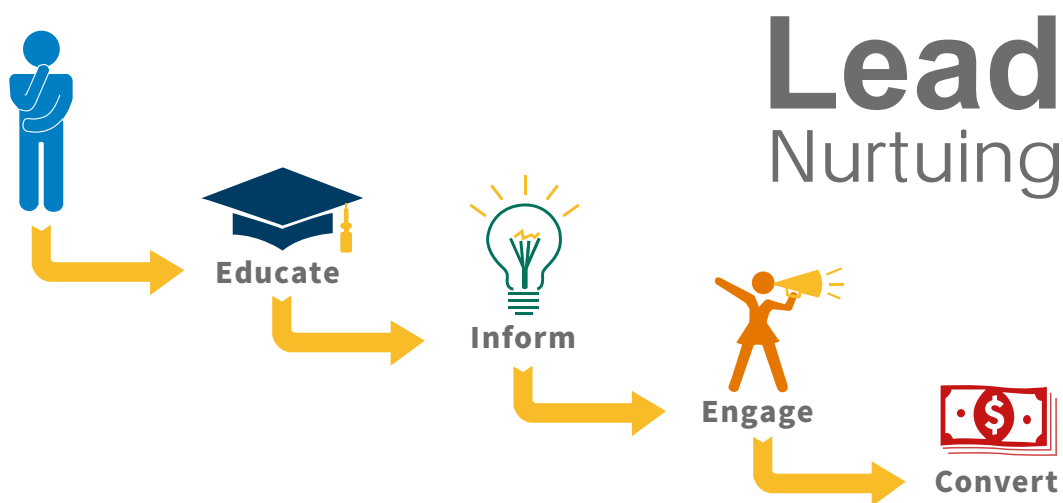 Lead
Nurtuing
Educate
Inform
Engage
Convert